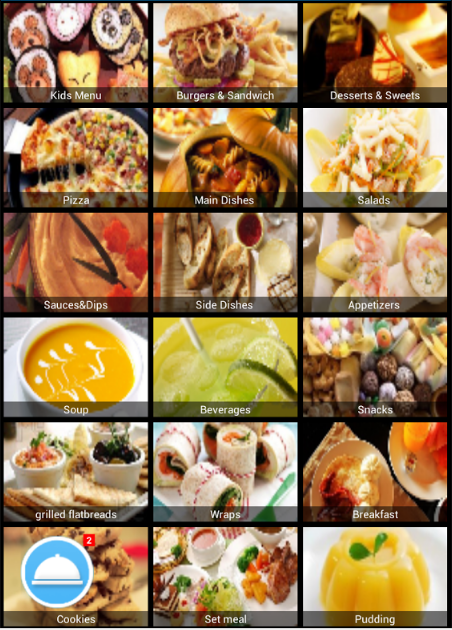 Kids Menu
Burgers & Sandwich
Desserts & Sweets
Pizza
Main Dishes
Salads
Sauces&Dips
Side Dishes
Appetizers
Soup
Beverages
Snacks
grilled flatbreads
Wraps
Breakfast
2
Cookies
Set meal
Pudding